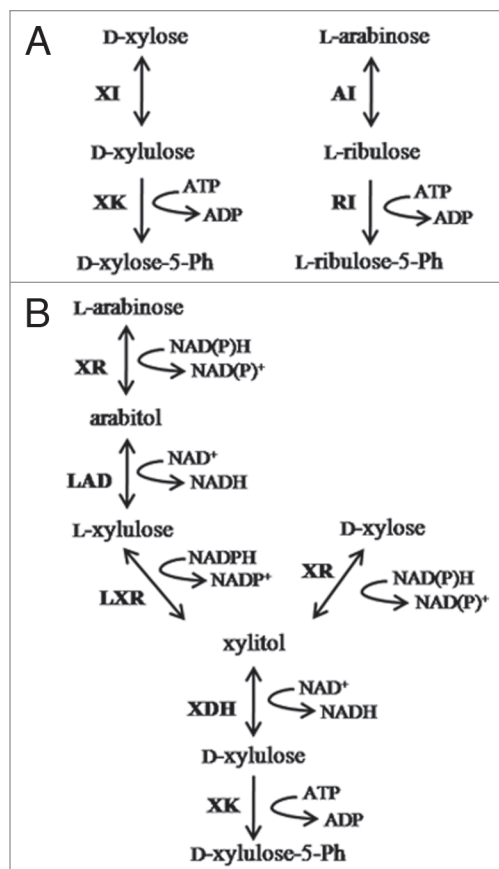 A
D-xylose
XI
D-xylulose
XK
ATP
ADP
D-xylose-5-Ph
L-arabinose
AI
L-ribulose
RI
ATP
ADP
L-ribulose-5-Ph
B
L-arabinose
XR
NAD(P)H
NAD(P)⁺
arabitol
LAD
NAD⁺
NADH
L-xylulose
LXR
NADPH
NADP⁺
D-xylose
XR
NAD(P)H
NAD(P)⁺
xylitol
XDH
NAD⁺
NADH
D-xylulose
XK
ATP
ADP
D-xylulose-5-Ph